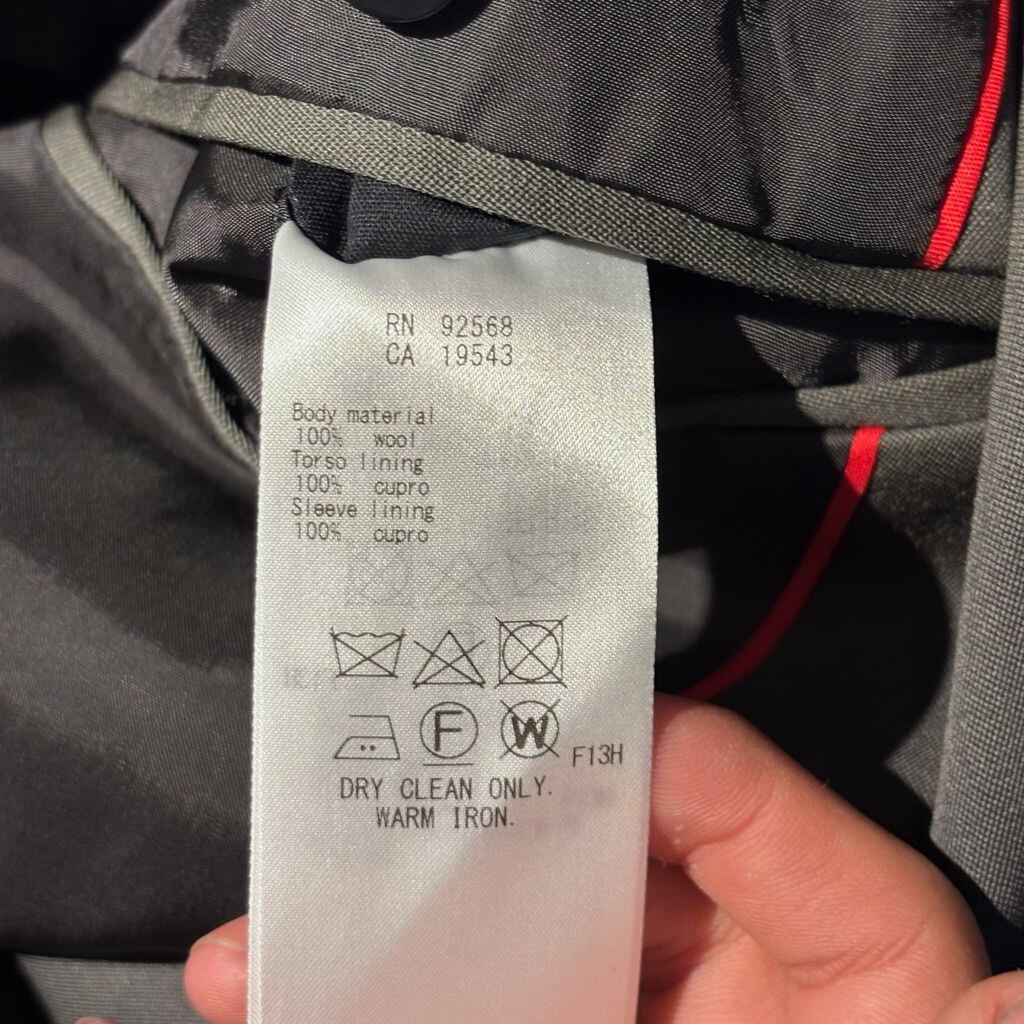 RN 92568
CA 19543
Body material
100% wool
Torso lining
100% cupro
Sleeve lining
100% cupro
F W F13H
DRY CLEAN ONLY.
WARM IRON.